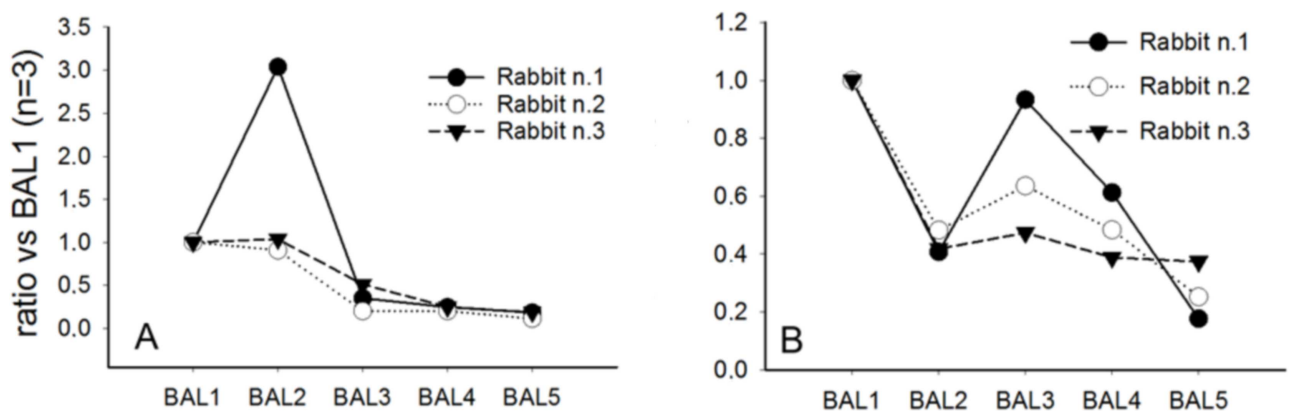 ratio vs BAL1 (n=3)
3.5
3.0
2.5
2.0
1.5
1.0
0.5
0.0
Rabbit n.1
Rabbit n.2
Rabbit n.3
A
BAL1 BAL2 BAL3 BAL4 BAL5
1.2
1.0
0.8
0.6
0.4
0.2
0.0
Rabbit n.1
Rabbit n.2
Rabbit n.3
B
BAL1 BAL2 BAL3 BAL4 BAL5